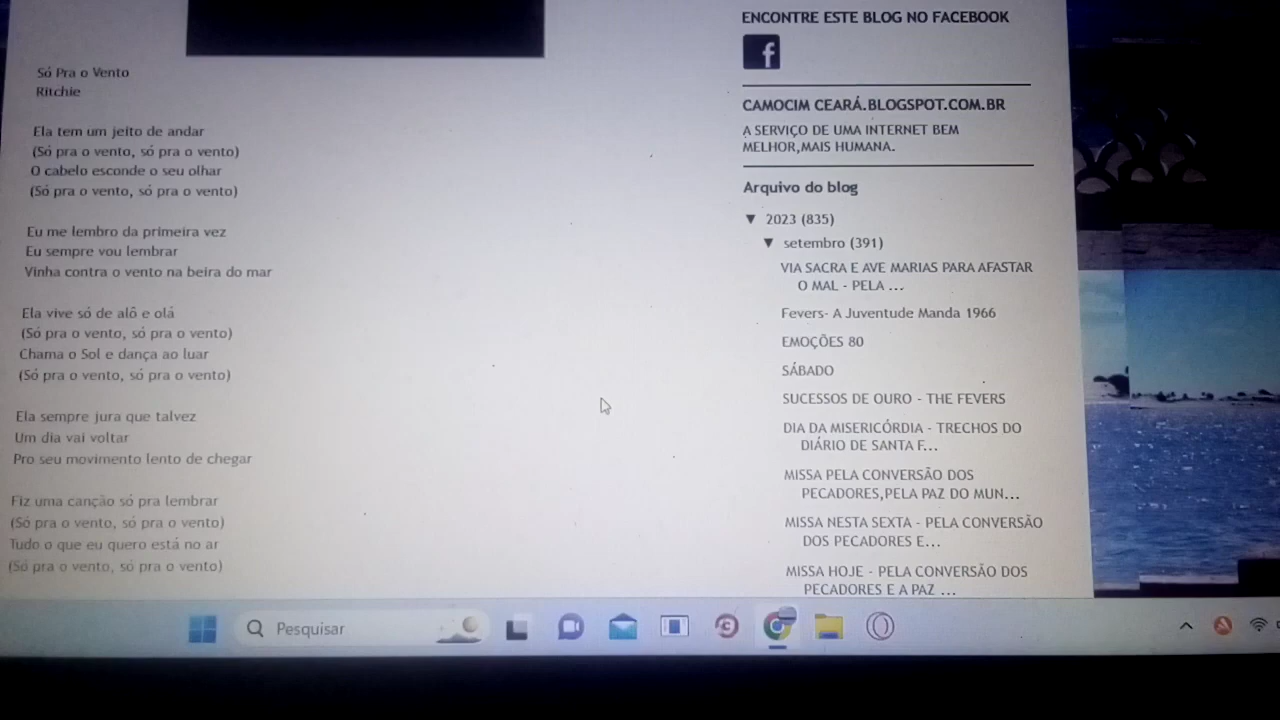 Só Pra o Vento
Ritchie
Ela tem um jeito de andar
(Só pra o vento, só pra o vento)
O cabelo esconde o seu olhar
(Só pra o vento, só pra o vento)
Eu me lembro da primeira vez
Eu sempre vou lembrar
Vinha contra o vento na beira do mar
Ela vive só de alô e olá
(Só pra o vento, só pra o vento)
Chama o Sol e dança ao luar
(Só pra o vento, só pra o vento)
Ela sempre jura que talvez
Um dia vai voltar
Pro seu movimento lento de chegar
Fiz uma canção só pra lembrar
(Só pra o vento, só pra o vento)
Tudo o que eu quero está no ar
(Só pra o vento, só pra o vento)
ENCONTRE ESTE BLOG NO FACEBOOK
f
CAMOCIM CEARÁ.BLOGSPOT.COM.BR
A SERVIÇO DE UMA INTERNET BEM
MELHOR,MAIS HUMANA.
Arquivo do blog
▼ 2023 (835)
▼ setembro (391)
VIA SACRA E AVE MARIAS PARA AFASTAR
O MAL - PELA ...
Fevers- A Juventude Manda 1966
EMOÇÕES 80
SÁBADO
SUCESSOS DE OURO - THE FEVERS
DIA DA MISERICÓRDIA - TRECHOS DO
DIÁRIO DE SANTA F...
MISSA PELA CONVERSÃO DOS
PECADORES,PELA PAZ DO MUN...
MISSA NESTA SEXTA - PELA CONVERSÃO
DOS PECADORES E...
MISSA HOJE - PELA CONVERSÃO DOS
PECADORES E A PAZ ...
Pesquisar